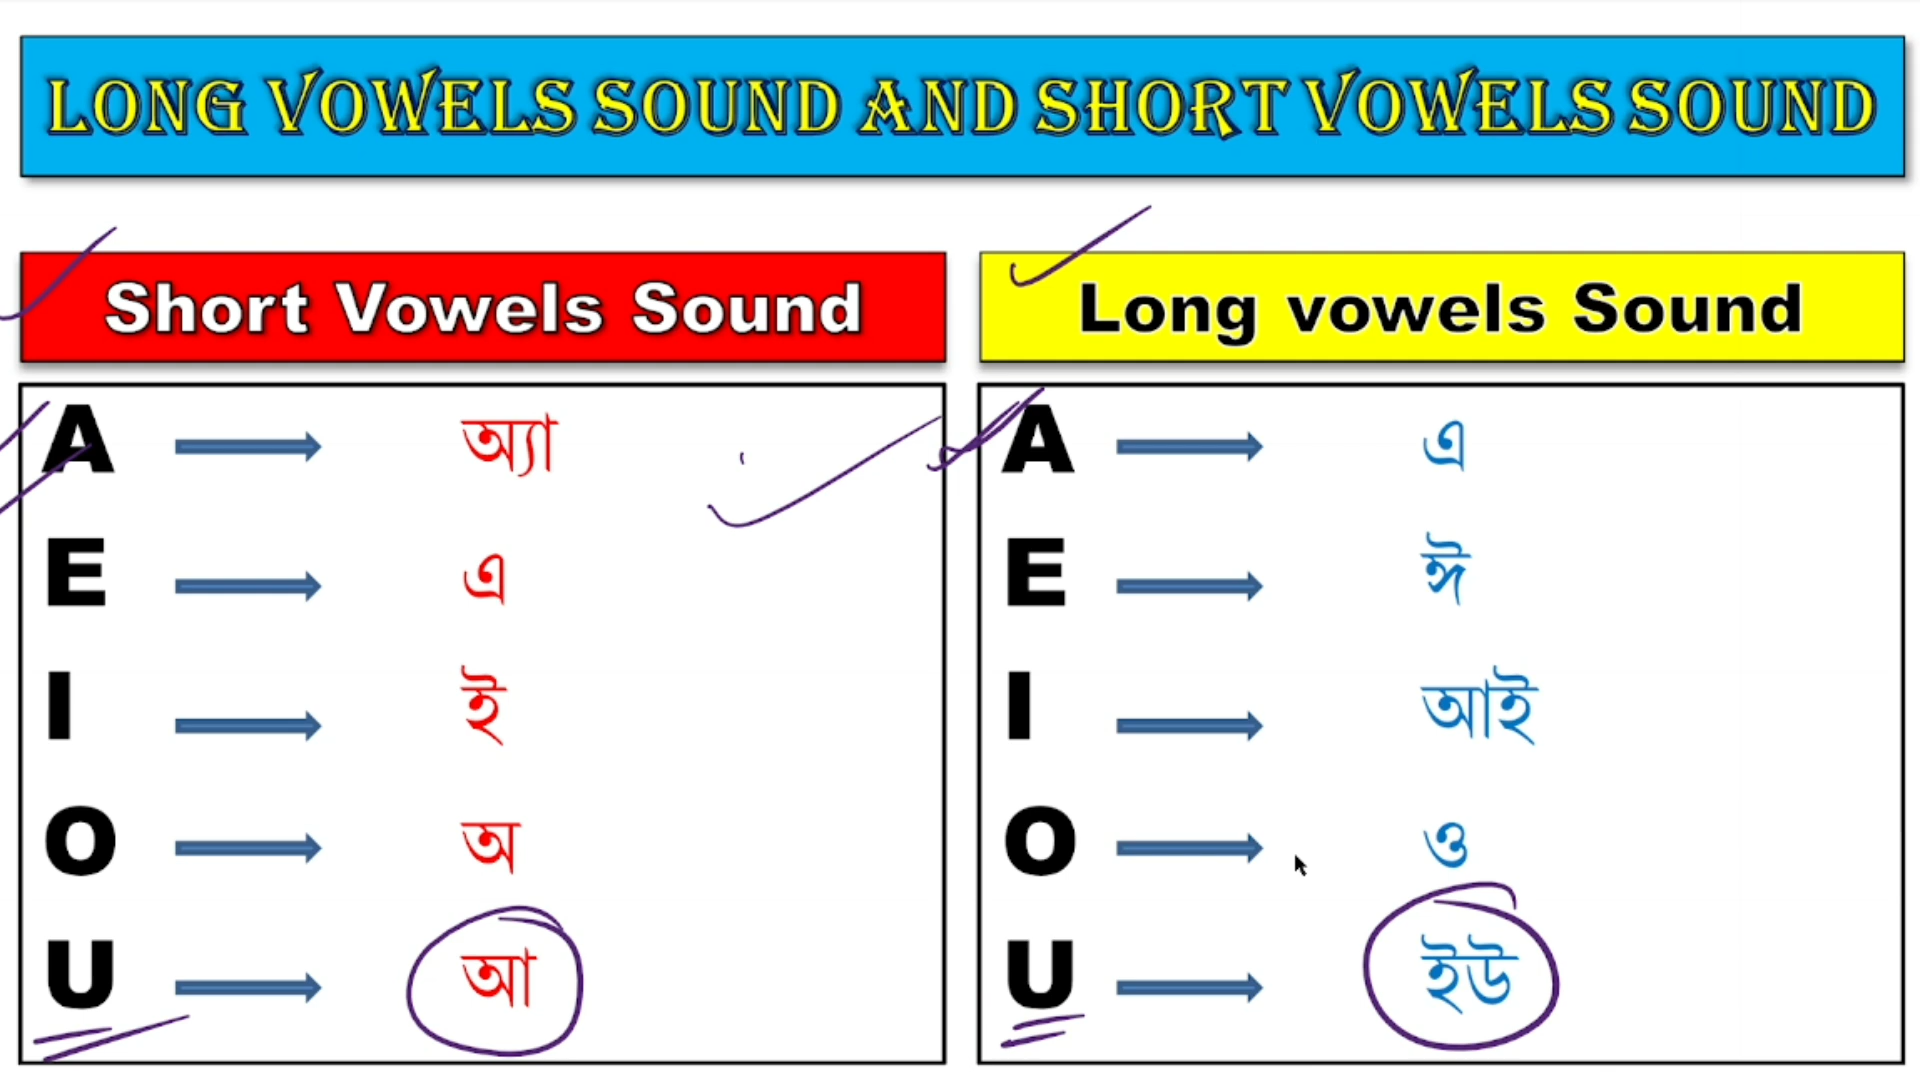 LONG VOWELS SOUND AND SHORT VOWELS SOUND
Short Vowels Sound
A অ্যা
E এ
I ই
O অ
U আ
Long vowels Sound
A এ
E ঈ
I আই
O ও
U ইউ